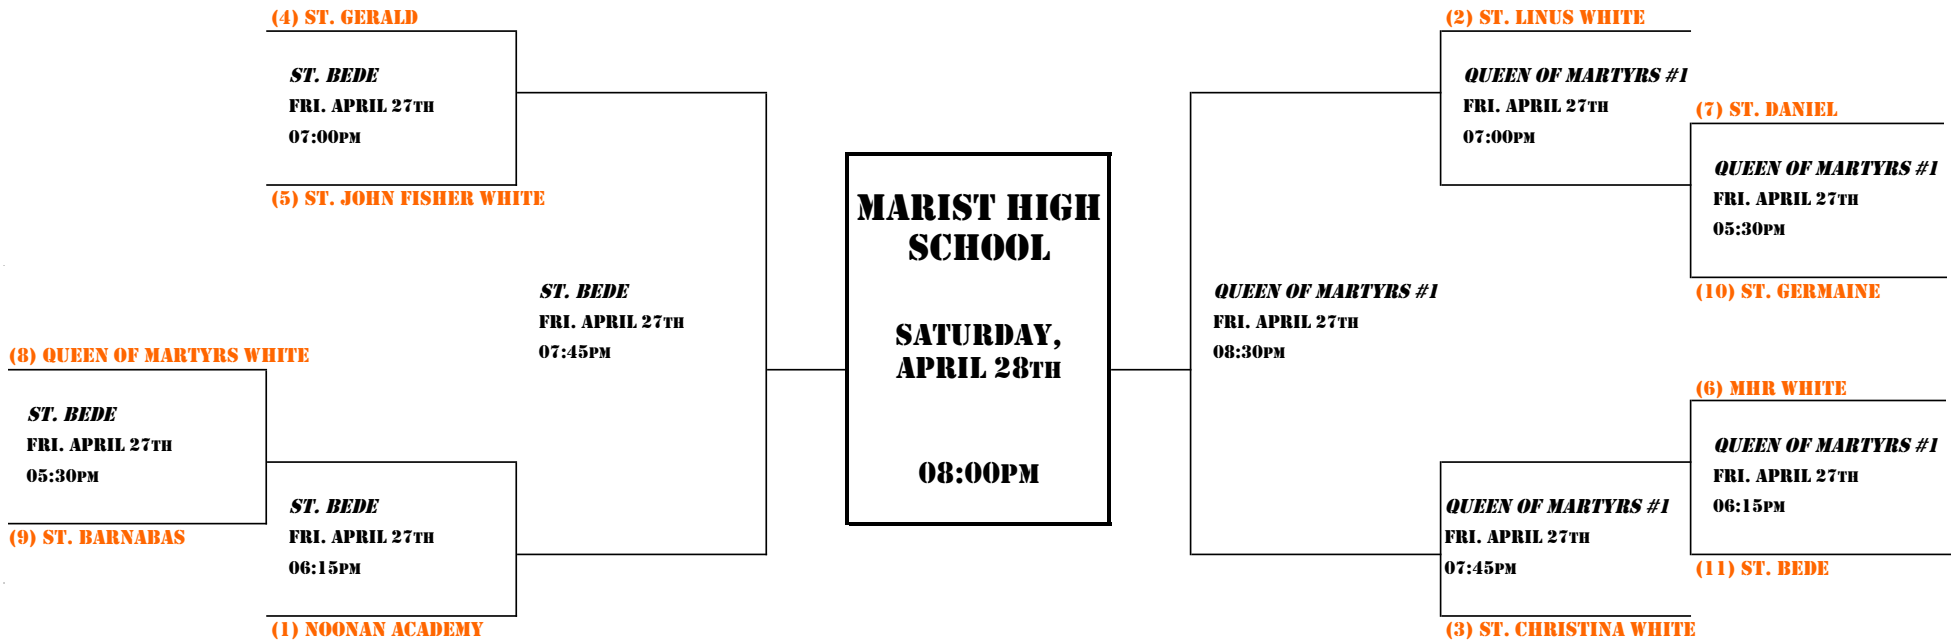 (4) ST. GERALD
ST. BEDE
FRI. APRIL 27TH
07:00PM
(5) ST. JOHN FISHER WHITE
ST. BEDE
FRI. APRIL 27TH
07:45PM
(8) QUEEN OF MARTYRS WHITE
ST. BEDE
FRI. APRIL 27TH
05:30PM
(9) ST. BARNABAS
ST. BEDE
FRI. APRIL 27TH
06:15PM
(1) NOONAN ACADEMY
MARIST HIGH
SCHOOL
SATURDAY,
APRIL 28TH
08:00PM
(2) ST. LINUS WHITE
QUEEN OF MARTYRS #1
FRI. APRIL 27TH
07:00PM
(7) ST. DANIEL
QUEEN OF MARTYRS #1
FRI. APRIL 27TH
05:30PM
(10) ST. GERMAINE
QUEEN OF MARTYRS #1
FRI. APRIL 27TH
08:30PM
(6) MHR WHITE
QUEEN OF MARTYRS #1
FRI. APRIL 27TH
06:15PM
(11) ST. BEDE
QUEEN OF MARTYRS #1
FRI. APRIL 27TH
07:45PM
(3) ST. CHRISTINA WHITE